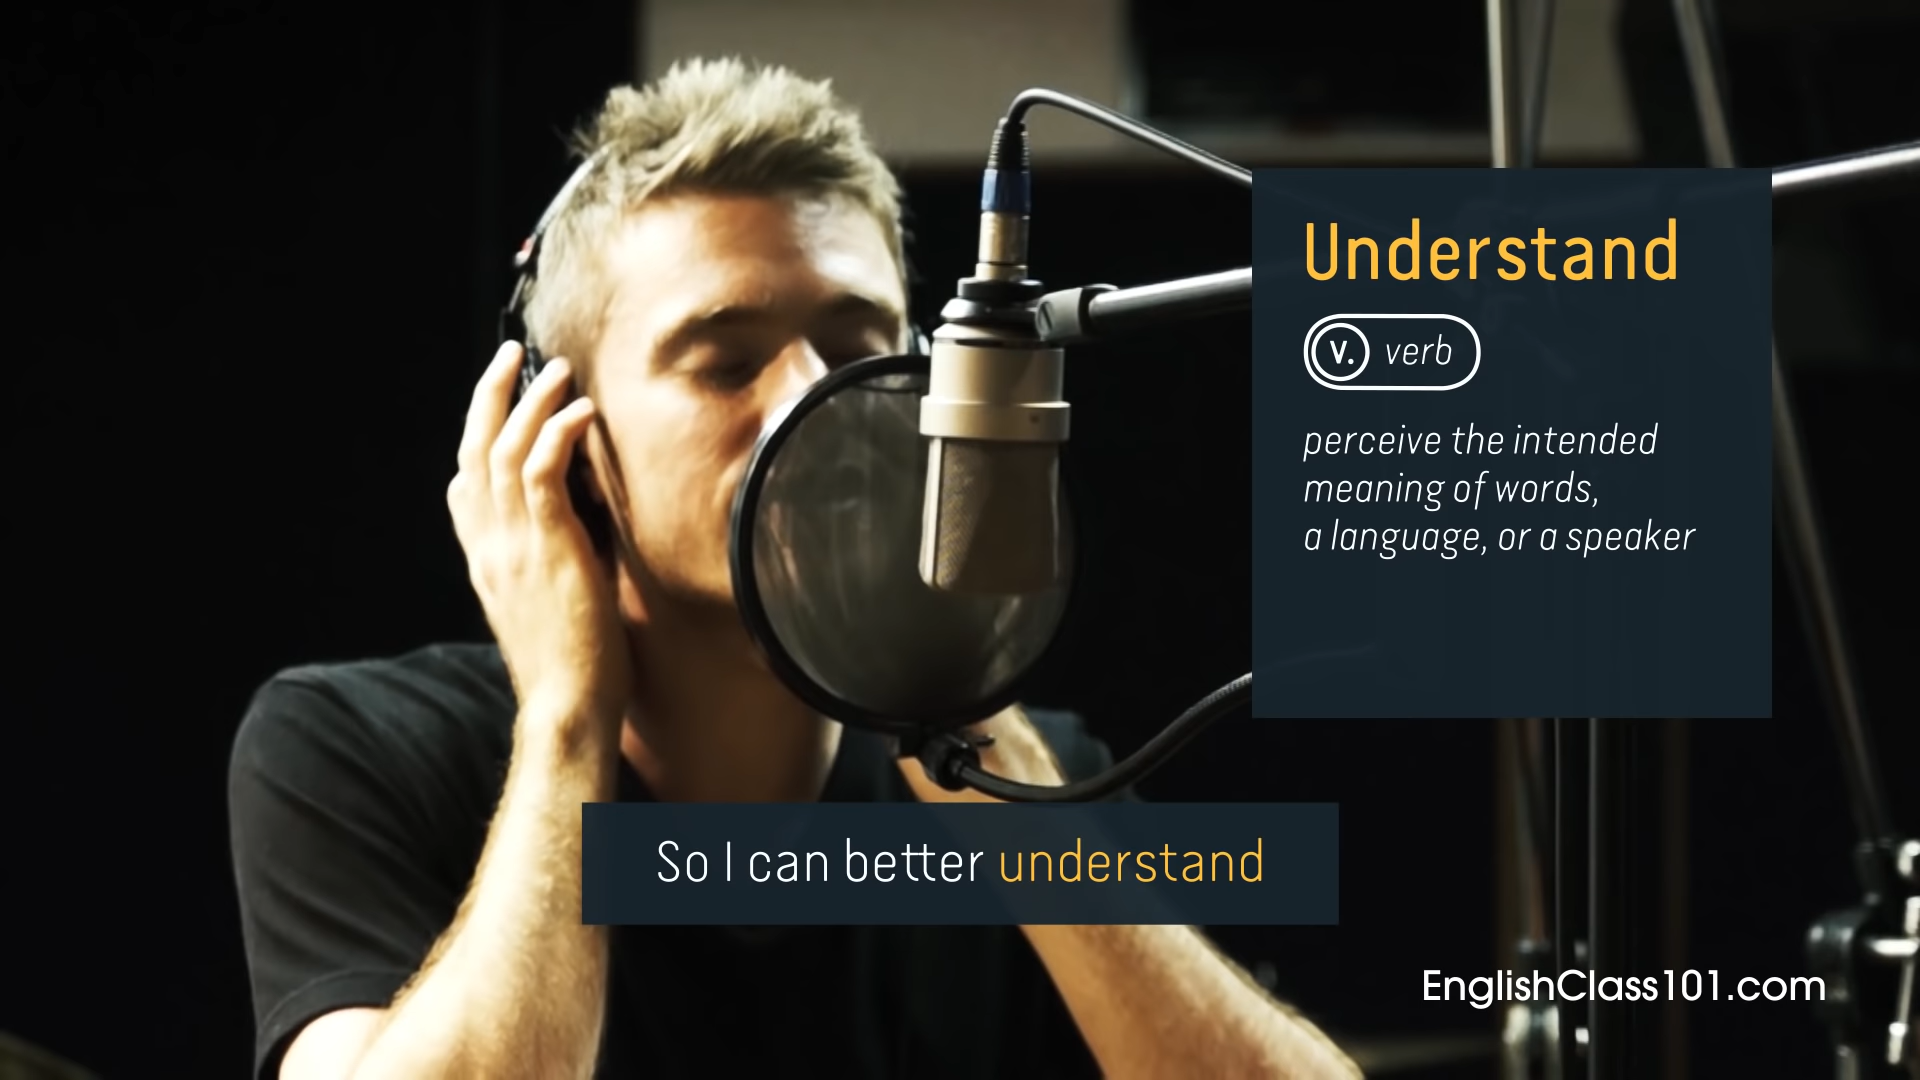 Understand
v. verb
perceive the intended
meaning of words,
a language, or a speaker
So I can better understand
EnglishClass101.com